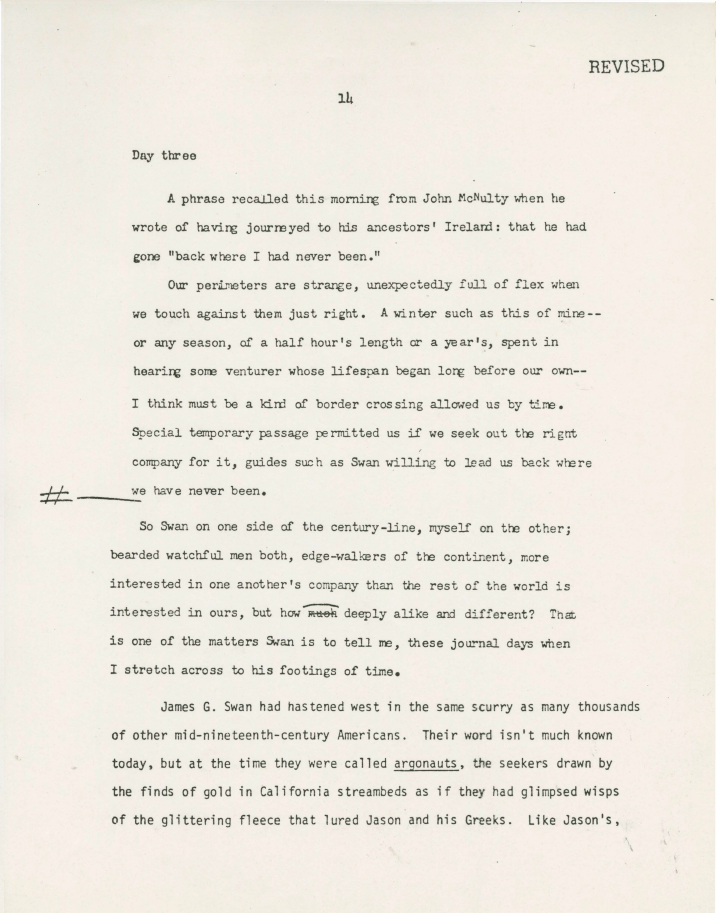 REVISED
14
Day three
A phrase recalled this morning from John McNulty when he
wrote of having journeyed to his ancestors' Ireland: that he had
gone "back where I had never been."
Our perimeters are strange, unexpectedly full of flex when
we touch against them just right. A winter such as this of mine--
or any season, of a half hour's length or a year's, spent in
hearing some venturer whose lifespan began long before our own--
I think must be a kind of border crossing allowed us by time.
Special temporary passage permitted us if we seek out the right
company for it, guides such as Swan willing to lead us back where
# we have never been.
So Swan on one side of the century-line, myself on the other;
bearded watchful men both, edge-walkers of the continent, more
interested in one another's company than the rest of the world is
interested in ours, but how much deeply alike and different? That
is one of the matters Swan is to tell me, these journal days when
I stretch across to his footings of time.
James G. Swan had hastened west in the same scurry as many thousands
of other mid-nineteenth-century Americans. Their word isn't much known
today, but at the time they were called argonauts, the seekers drawn by
the finds of gold in California streambeds as if they had glimpsed wisps
of the glittering fleece that lured Jason and his Greeks. Like Jason's,